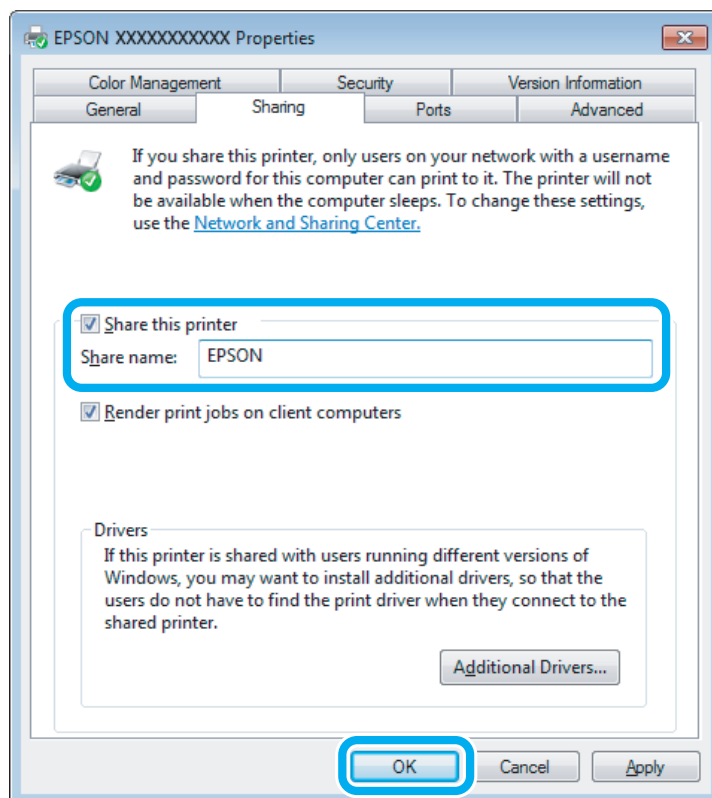 EPSON XXXXXXXXXXX Properties
Color Management Security Version Information
General Sharing Ports Advanced
If you share this printer, only users on your network with a username
and password for this computer can print to it. The printer will not
be available when the computer sleeps. To change these settings,
use the Network and Sharing Center.
Share this printer
Share name: EPSON
Render print jobs on client computers
Drivers
If this printer is shared with users running different versions of
Windows, you may want to install additional drivers, so that the
users do not have to find the print driver when they connect to the
shared printer.
Additional Drivers...
OK Cancel Apply